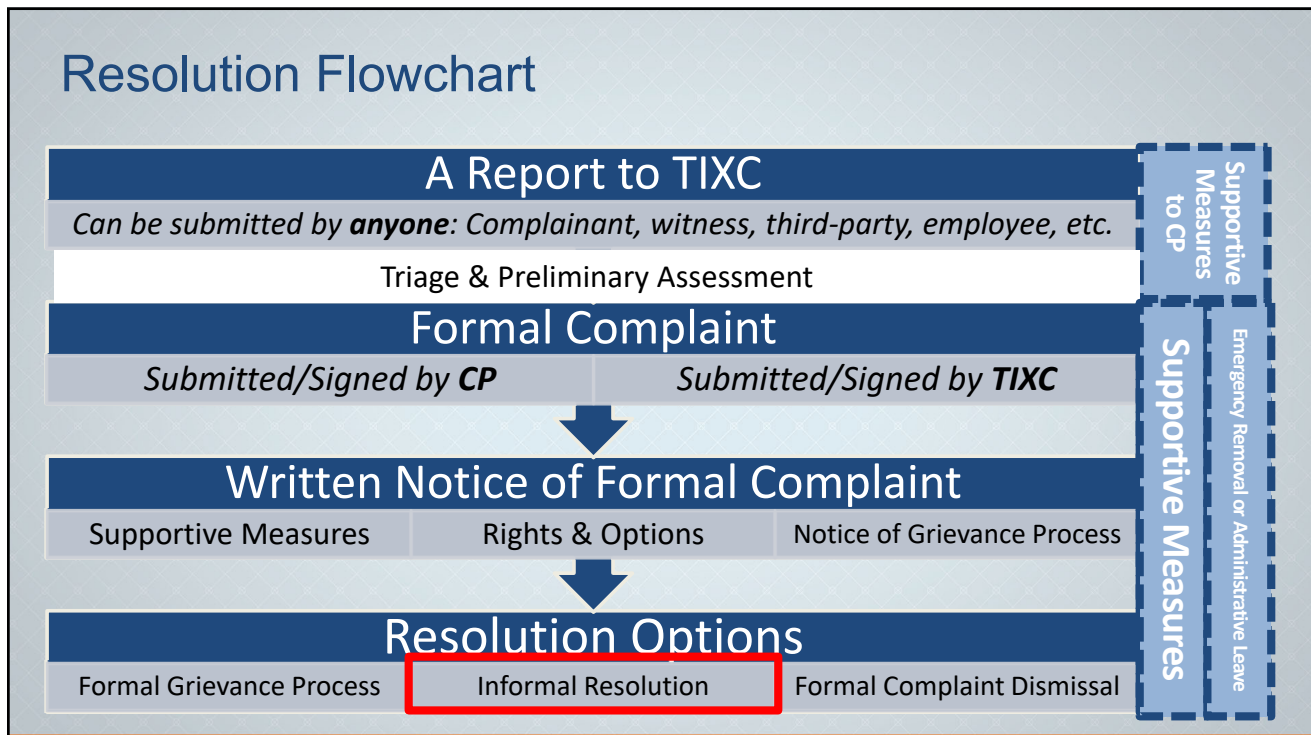 Resolution Flowchart
A Report to TIXC
Can be submitted by anyone: Complainant, witness, third-party, employee, etc.
Triage & Preliminary Assessment
Formal Complaint
Submitted/Signed by CP
Submitted/Signed by TIXC
Written Notice of Formal Complaint
Supportive Measures
Rights & Options
Notice of Grievance Process
Resolution Options
Formal Grievance Process
Informal Resolution
Formal Complaint Dismissal
Supportive
Measures
to CP
Supportive Measures
Emergency Removal or Administrative Leave